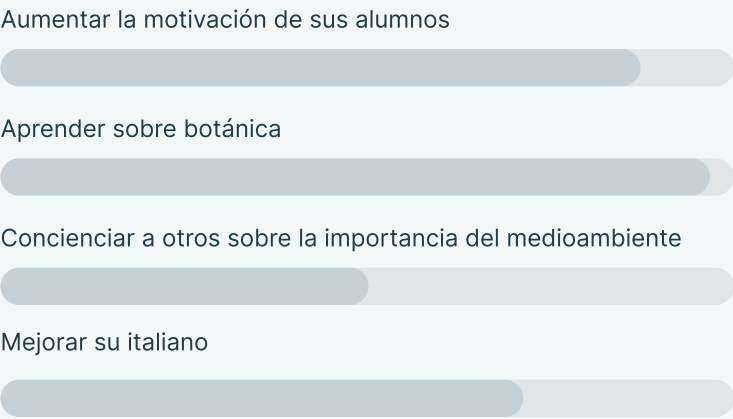 Aumentar la motivación de sus alumnos
Aprender sobre botánica
Concienciar a otros sobre la importancia del medioambiente
Mejorar su italiano